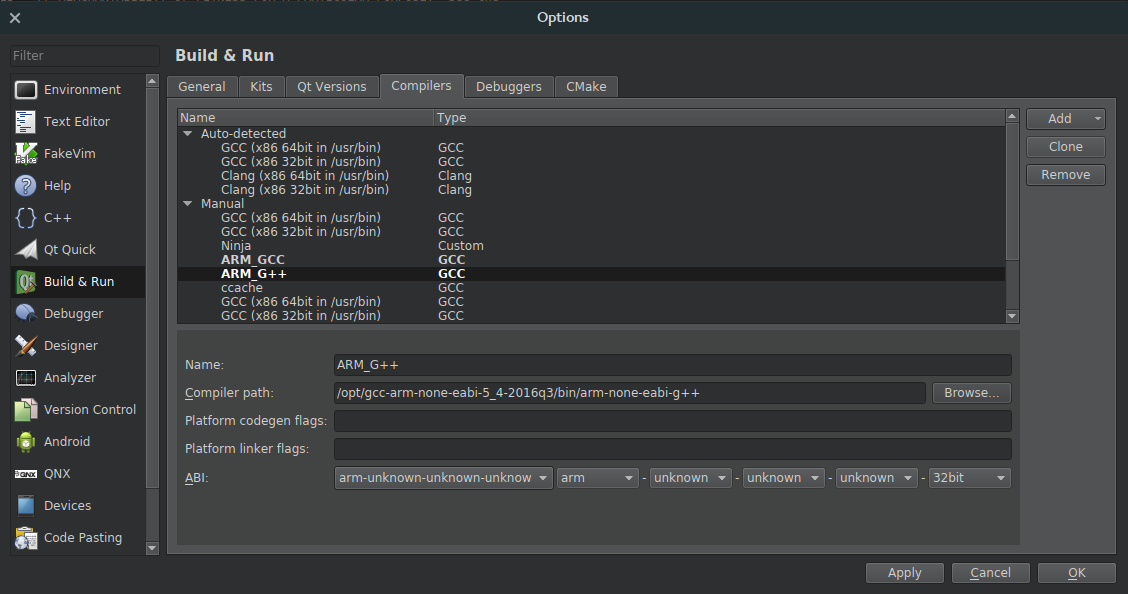 Options
Filter
Environment
Text Editor
FakeVim
Help
C++
Qt Quick
Build & Run
Debugger
Designer
Analyzer
Version Control
Android
QNX
Devices
Code Pasting
Build & Run
General Kits Qt Versions Compilers Debuggers CMake
Name Type
Auto-detected
GCC (x86 64bit in /usr/bin) GCC
GCC (x86 32bit in /usr/bin) GCC
Clang (x86 64bit in /usr/bin) Clang
Clang (x86 32bit in /usr/bin) Clang
Manual
GCC (x86 64bit in /usr/bin) GCC
GCC (x86 32bit in /usr/bin) GCC
Ninja Custom
ARM_GCC GCC
ARM_G++ GCC
ccache GCC
GCC (x86 64bit in /usr/bin) GCC
GCC (x86 32bit in /usr/bin) GCC
Add
Clone
Remove
Name: ARM_G++
Compiler path: /opt/gcc-arm-none-eabi-5_4-2016q3/bin/arm-none-eabi-g++ Browse...
Platform codegen flags:
Platform linker flags:
ABI: arm-unknown-unknown-unknow arm - unknown - unknown - unknown - 32bit
Apply Cancel OK